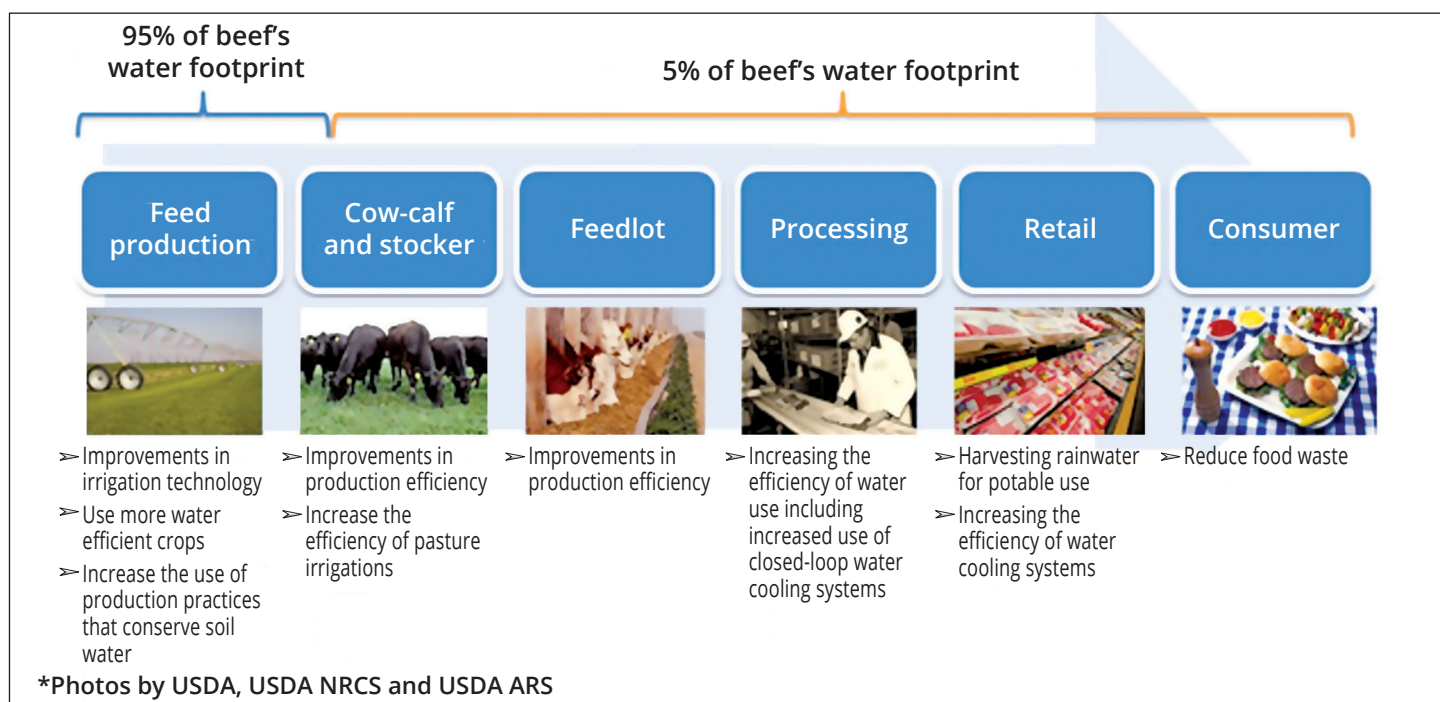 95% of beef’s
water footprint
5% of beef’s water footprint
Feed
production
Cow-calf
and stocker
Feedlot
Processing
Retail
Consumer
➢ Improvements in
irrigation technology
➢ Use more water
efficient crops
➢ Increase the use of
production practices
that conserve soil
water
➢ Improvements in
production efficiency
➢ Increase the
efficiency of pasture
irrigations
➢ Improvements in
production efficiency
➢ Increasing the
efficiency of water
use including
increased use of
closed-loop water
cooling systems
➢ Harvesting rainwater
for potable use
➢ Increasing the
efficiency of water
cooling systems
➢ Reduce food waste
*Photos by USDA, USDA NRCS and USDA ARS